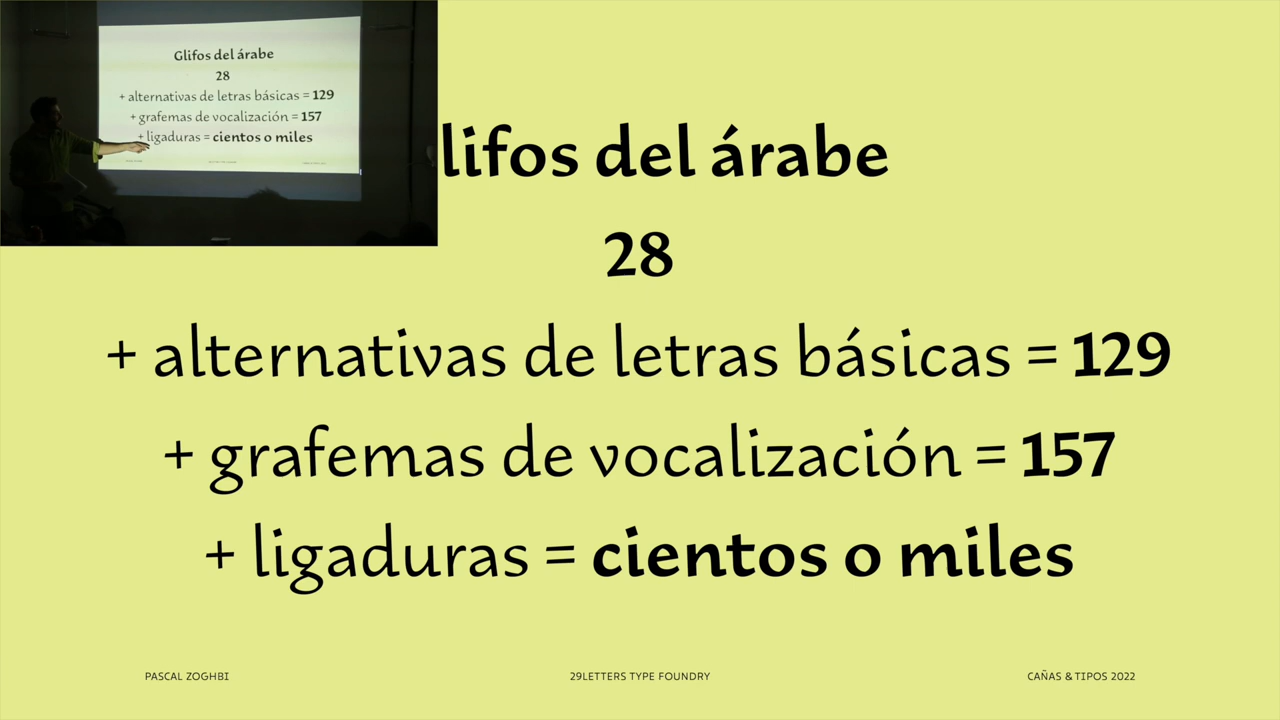 Glifos del árabe
28
+ alternativas de letras básicas = 129
+ grafemas de vocalización = 157
+ ligaduras = cientos o miles
lifos del árabe
28
+ alternativas de letras básicas = 129
+ grafemas de vocalización = 157
+ ligaduras = cientos o miles
PASCAL ZOGHBI
29LETTERS TYPE FOUNDRY
CAÑAS & TIPOS 2022